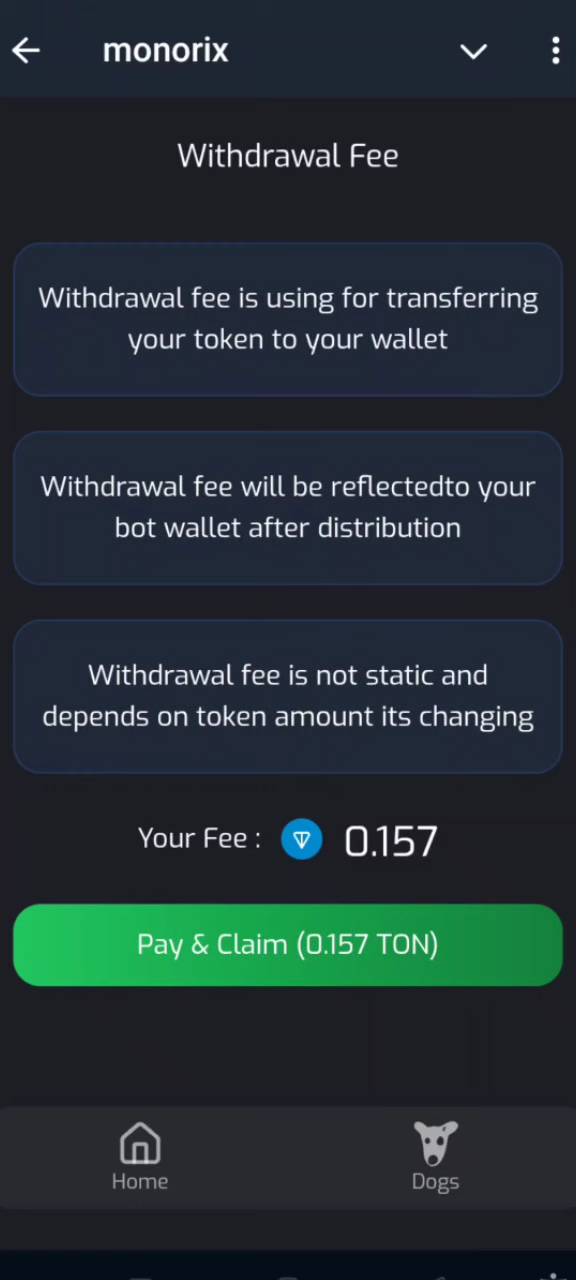 monorix
Withdrawal Fee
Withdrawal fee is using for transferring
your token to your wallet
Withdrawal fee will be reflectedto your
bot wallet after distribution
Withdrawal fee is not static and
depends on token amount its changing
Your Fee : 0.157
Pay & Claim (0.157 TON)
Home Dogs